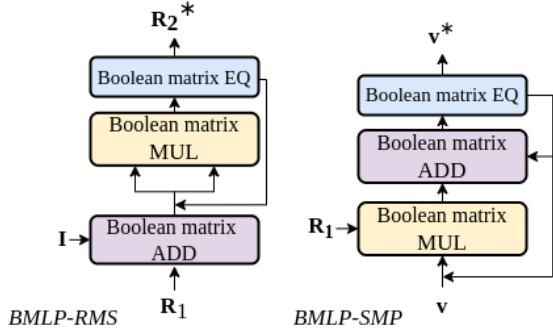 R2*
Boolean matrix EQ
Boolean matrix
MUL
I
Boolean matrix
ADD
R1
BMLP-RMS
v*
Boolean matrix EQ
Boolean matrix
ADD
R1
Boolean matrix
MUL
v
BMLP-SMP